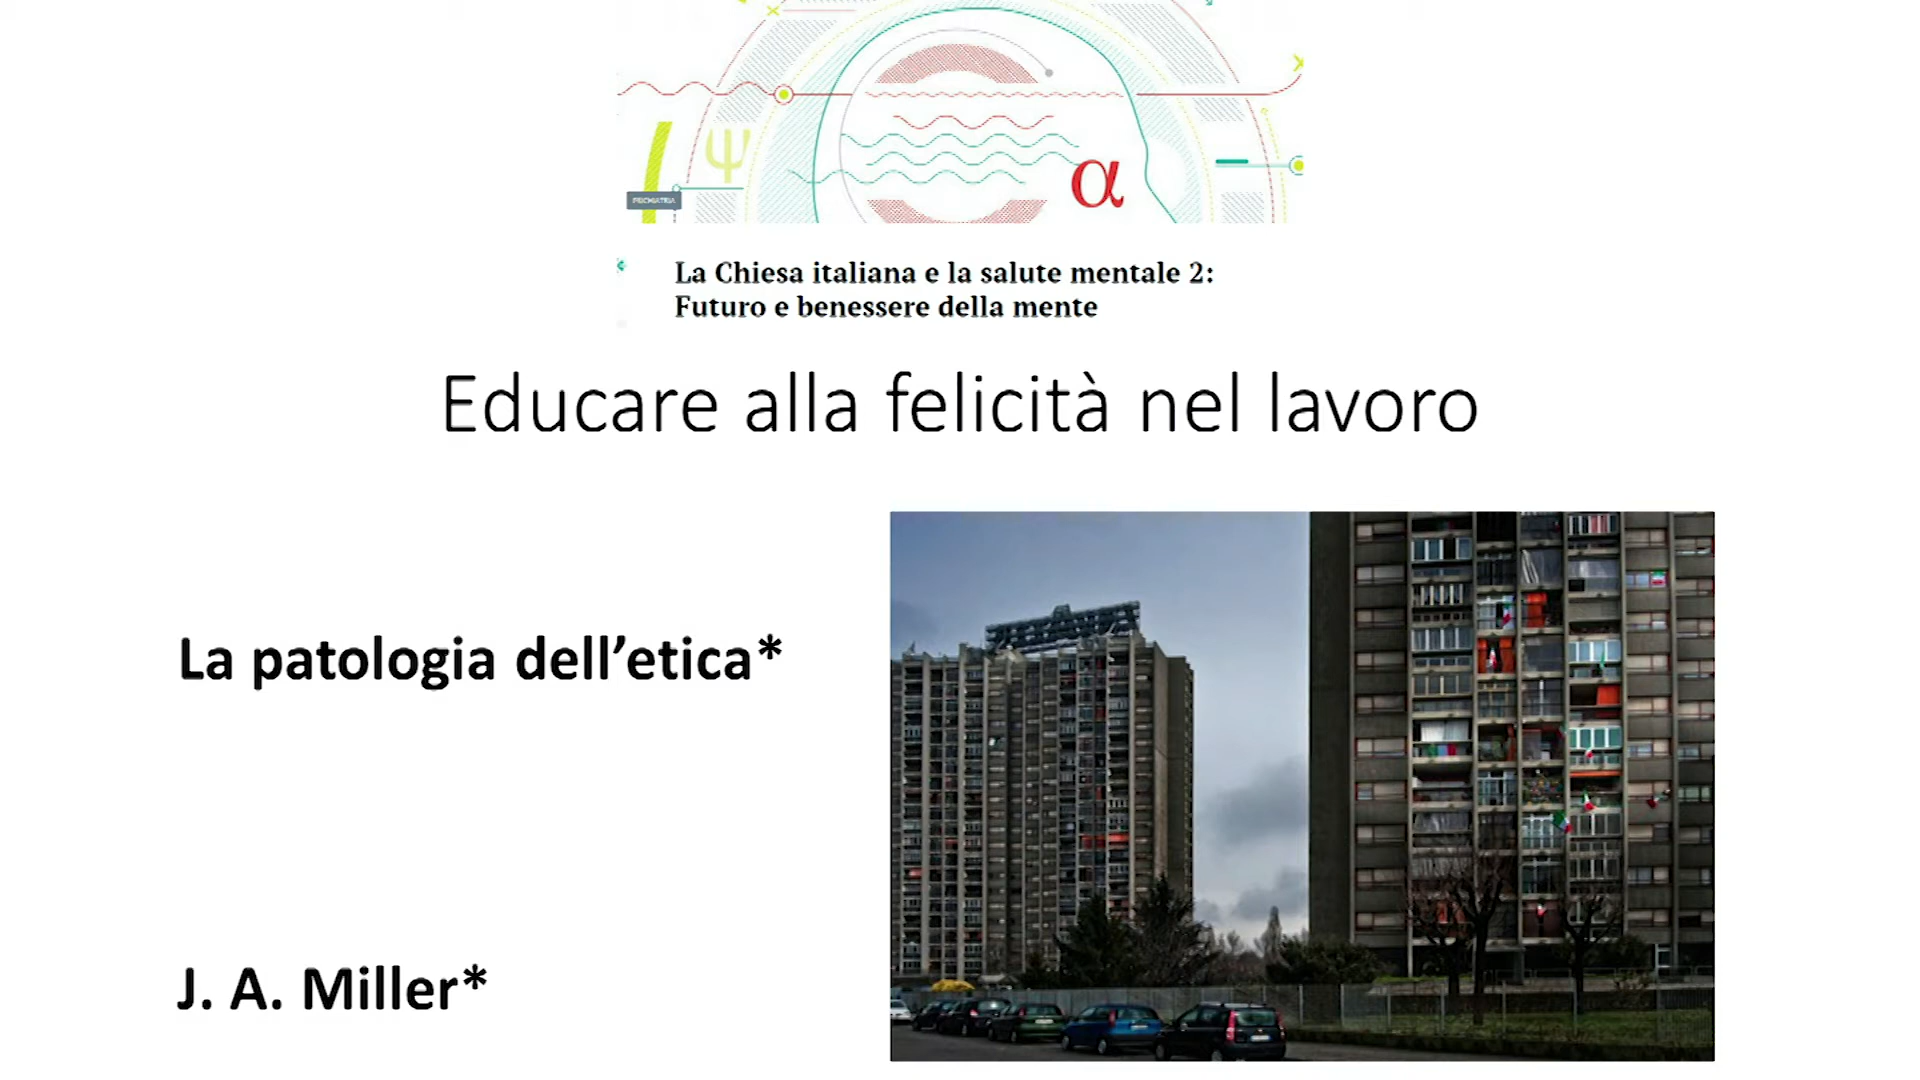 ψ
PSICHIATRIA
α
La Chiesa italiana e la salute mentale 2:
Futuro e benessere della mente
Educare alla felicità nel lavoro
La patologia dell’etica*
J. A. Miller*